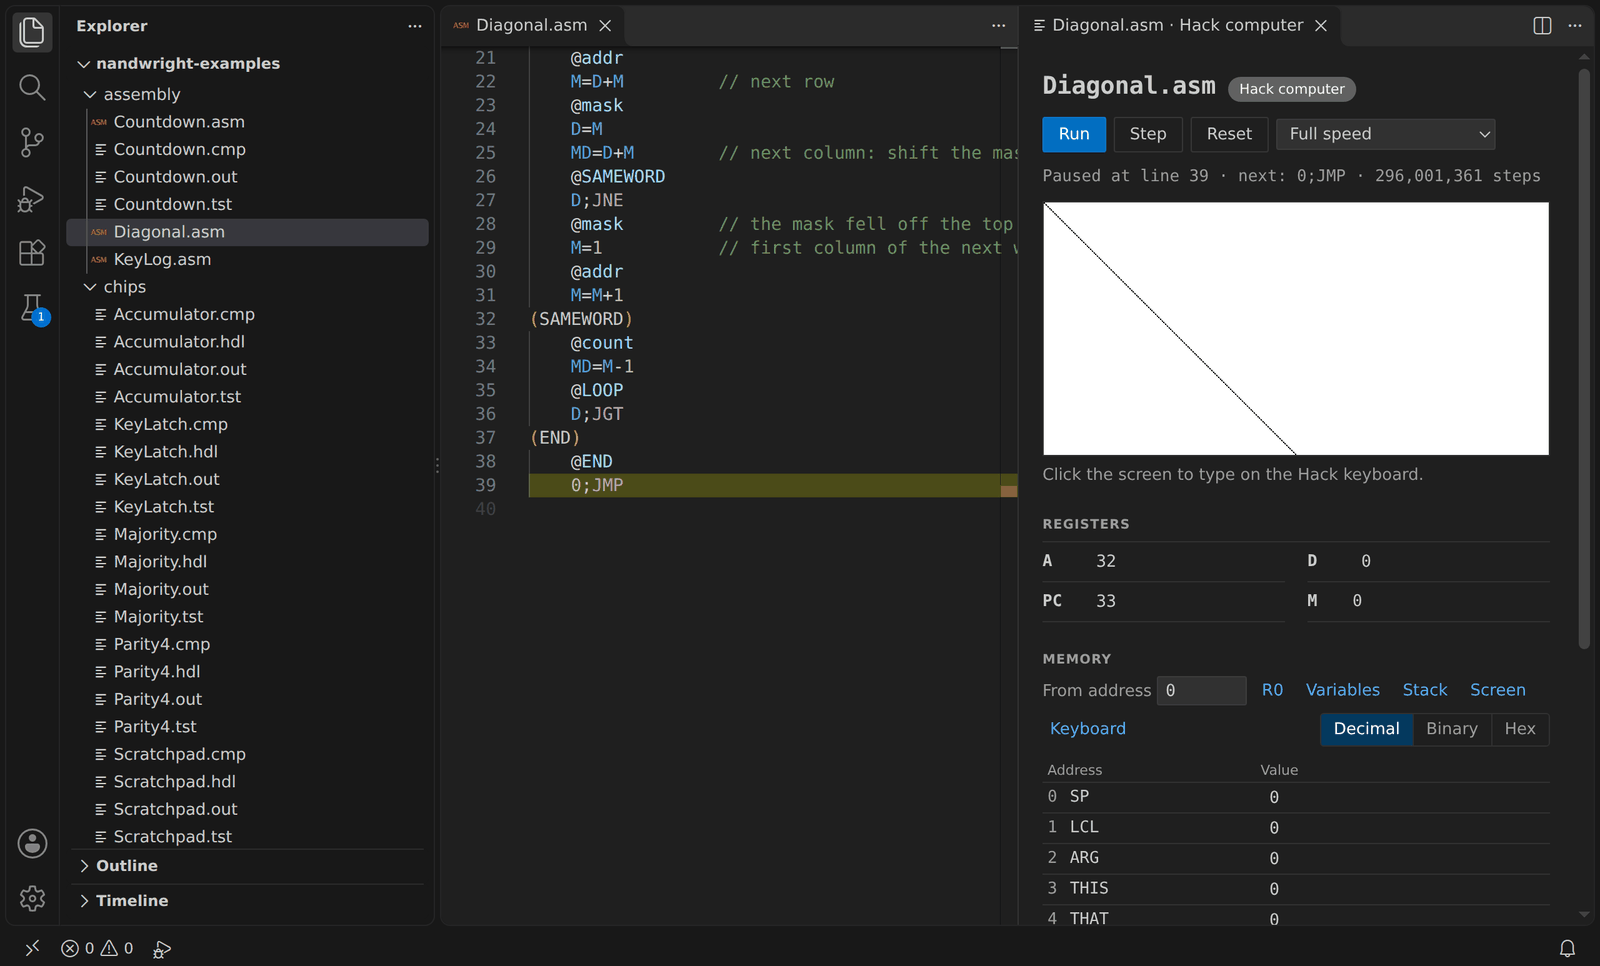 Explorer
nandwright-examples
assembly
ASM Countdown.asm
Countdown.cmp
Countdown.out
Countdown.tst
ASM Diagonal.asm
ASM KeyLog.asm
chips
Accumulator.cmp
Accumulator.hdl
Accumulator.out
Accumulator.tst
KeyLatch.cmp
KeyLatch.hdl
KeyLatch.out
KeyLatch.tst
Majority.cmp
Majority.hdl
Majority.out
Majority.tst
Parity4.cmp
Parity4.hdl
Parity4.out
Parity4.tst
Scratchpad.cmp
Scratchpad.hdl
Scratchpad.out
Scratchpad.tst
Outline
Timeline
1
0 0
ASM Diagonal.asm
21 @addr
22 M=D+M // next row
23 @mask
24 D=M
25 MD=D+M // next column: shift the mas
26 @SAMEWORD
27 D;JNE
28 @mask // the mask fell off the top
29 M=1 // first column of the next w
30 @addr
31 M=M+1
32 (SAMEWORD)
33 @count
34 MD=M-1
35 @LOOP
36 D;JGT
37 (END)
38 @END
39 0;JMP
40
Diagonal.asm · Hack computer
Diagonal.asm Hack computer
Run Step Reset Full speed
Paused at line 39 · next: 0;JMP · 296,001,361 steps
Click the screen to type on the Hack keyboard.
REGISTERS
A 32 D 0
PC 33 M 0
MEMORY
From address 0 R0 Variables Stack Screen
Keyboard Decimal Binary Hex
Address Value
0 SP 0
1 LCL 0
2 ARG 0
3 THIS 0
4 THAT 0